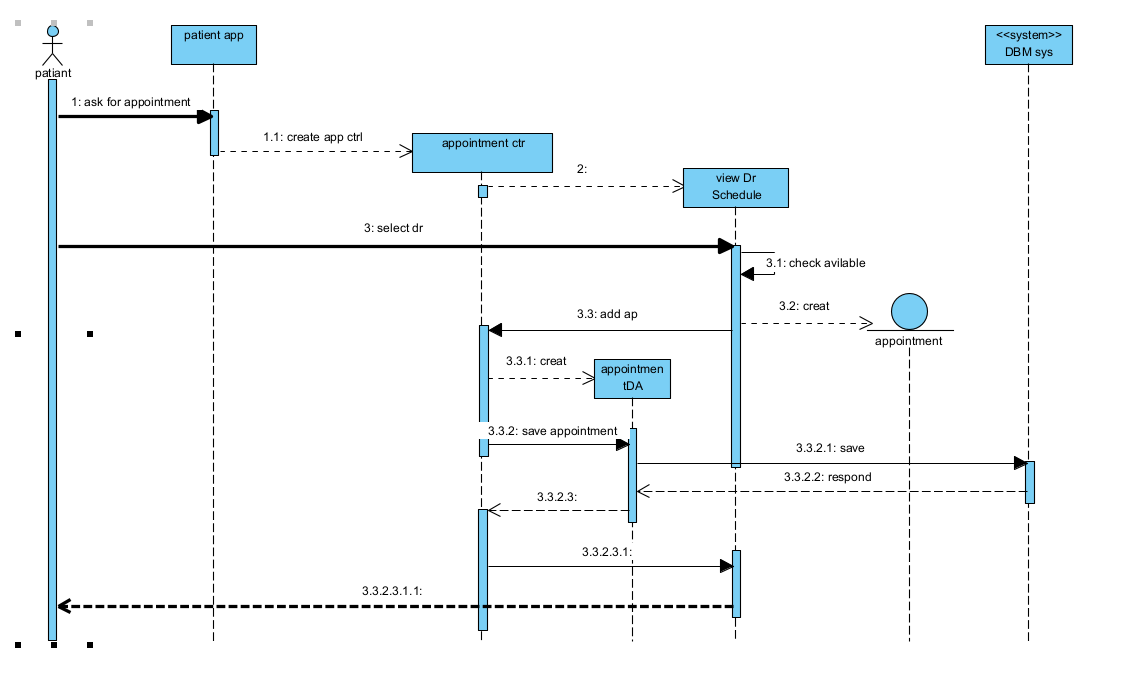 patient app
<<system>>
DBM sys
patiant
1: ask for appointment
1.1: create app ctrl
appointment ctr
2:
view Dr
Schedule
3: select dr
3.1: check avilable
3.2: creat
3.3: add ap
appointment
3.3.1: creat
appointmen
tDA
3.3.2: save appointment
3.3.2.1: save
3.3.2.2: respond
3.3.2.3:
3.3.2.3.1:
3.3.2.3.1.1: